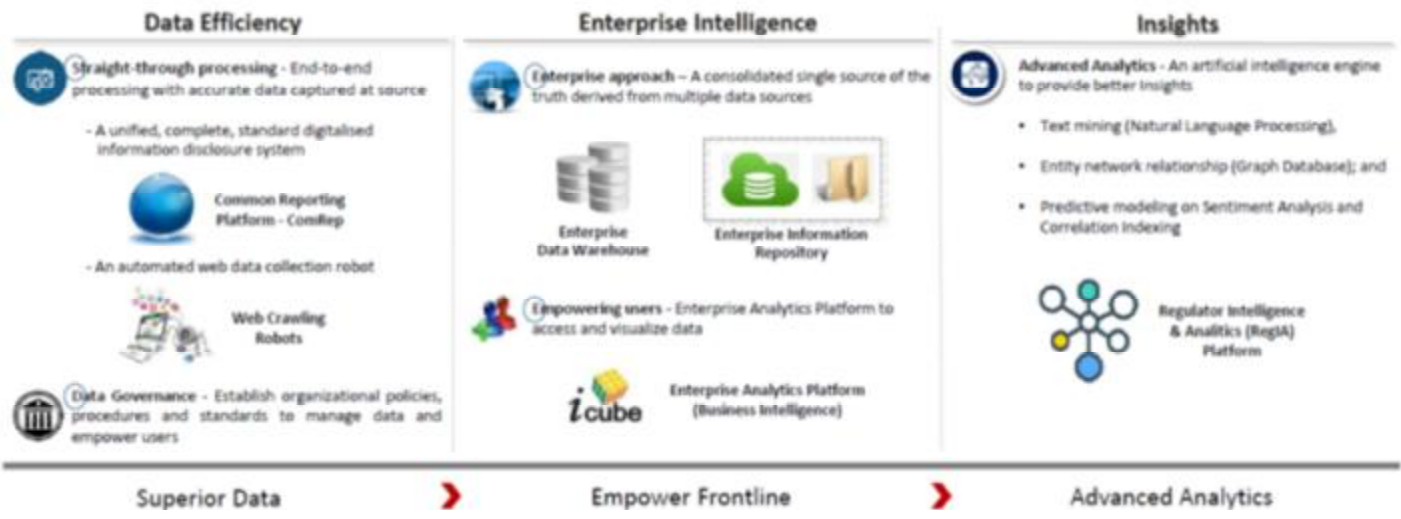 Data Efficiency
Straight-through processing - End-to-end
processing with accurate data captured at source
- A unified, complete, standard digitalised
information disclosure system
Common Reporting
Platform - ComRep
- An automated web data collection robot
Web Crawling
Robots
Data Governance - Establish organizational policies,
procedures and standards to manage data and
empower users
Enterprise Intelligence
Enterprise approach – A consolidated single source of the
truth derived from multiple data sources
Enterprise
Data Warehouse
Enterprise Information
Repository
Empowering users - Enterprise Analytics Platform to
access and visualize data
icube
Enterprise Analytics Platform
(Business Intelligence)
Insights
Advanced Analytics - An artificial intelligence engine
to provide better Insights
• Text mining (Natural Language Processing),
• Entity network relationship (Graph Database); and
• Predictive modeling on Sentiment Analysis and
Correlation Indexing
Regulator Intelligence
& Analitics (RegIA)
Platform
Superior Data
Empower Frontline
Advanced Analytics